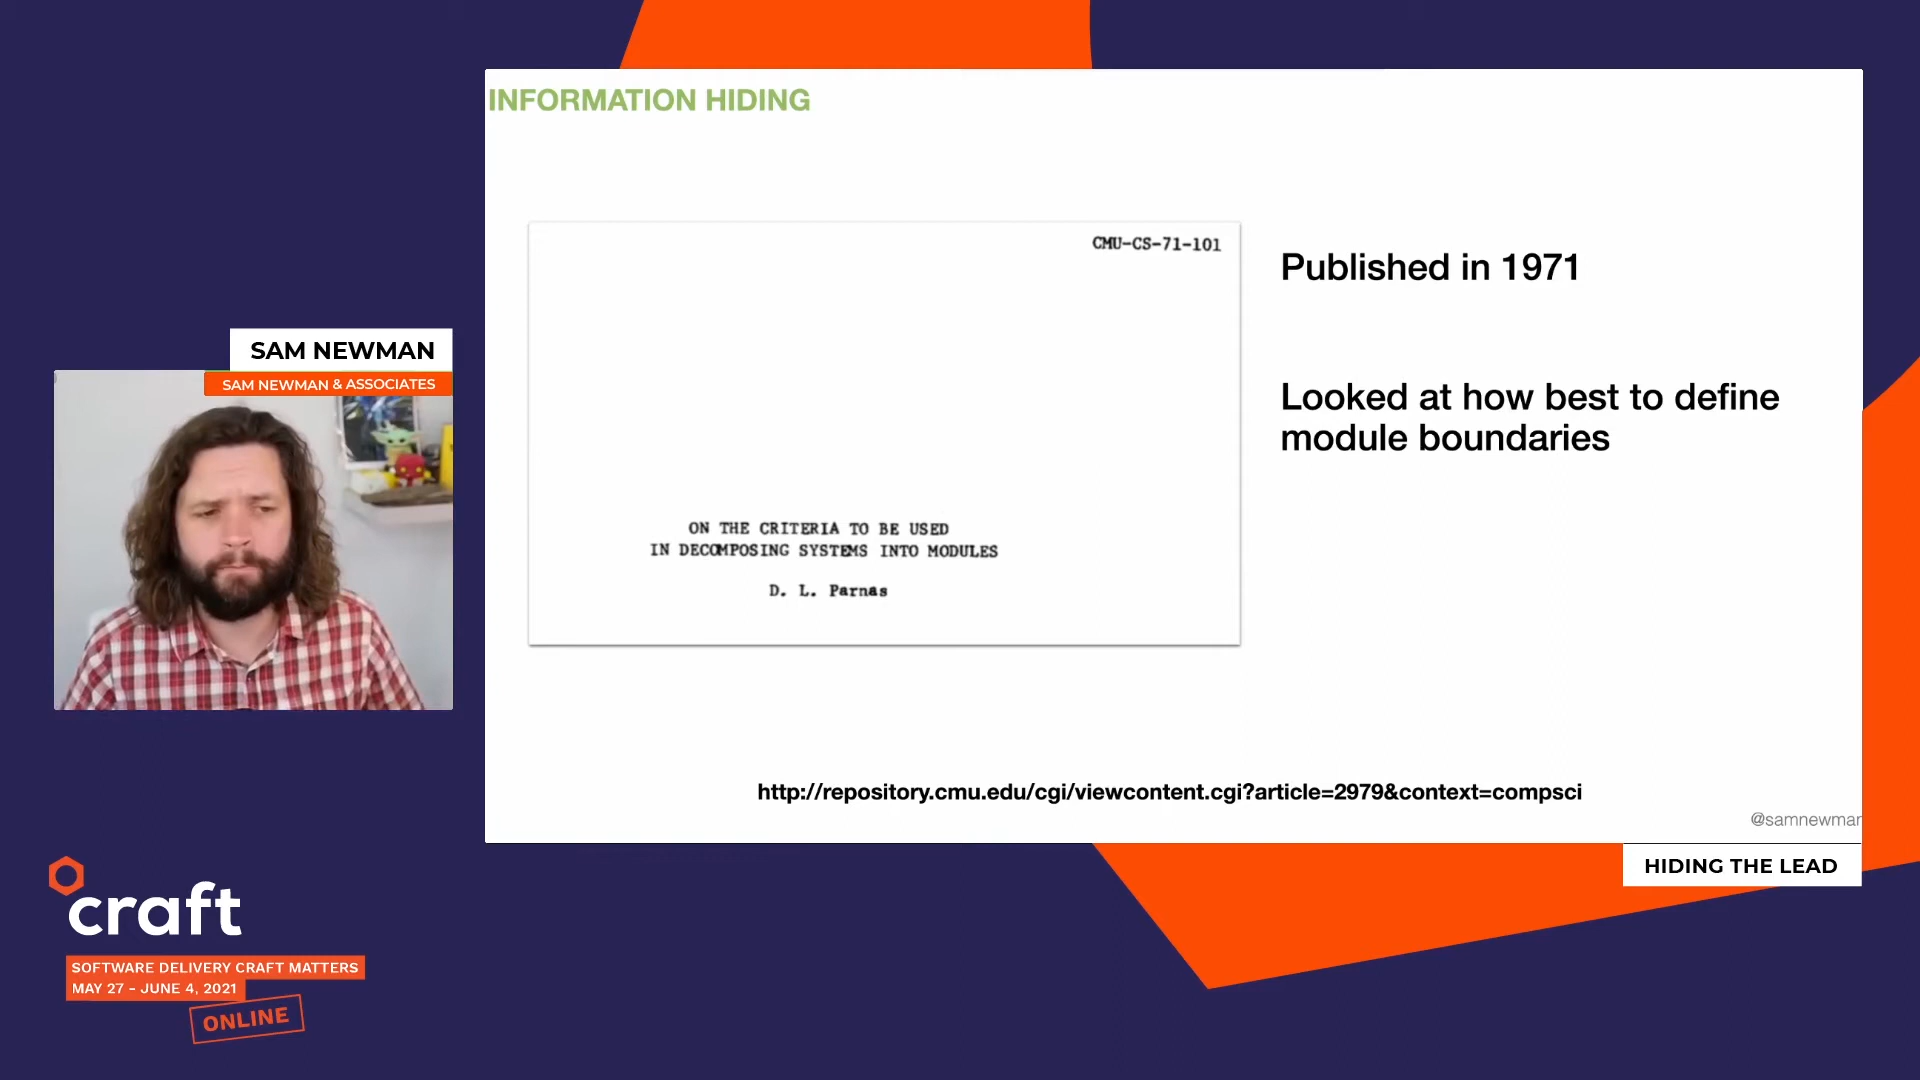 INFORMATION HIDING
CMU-CS-71-101
Published in 1971
SAM NEWMAN
SAM NEWMAN & ASSOCIATES
Looked at how best to define
module boundaries
ON THE CRITERIA TO BE USED
IN DECOMPOSING SYSTEMS INTO MODULES
D. L. Parnas
http://repository.cmu.edu/cgi/viewcontent.cgi?article=2979&context=compsci
@samnewman
HIDING THE LEAD
craft
SOFTWARE DELIVERY CRAFT MATTERS
MAY 27 - JUNE 4, 2021
ONLINE